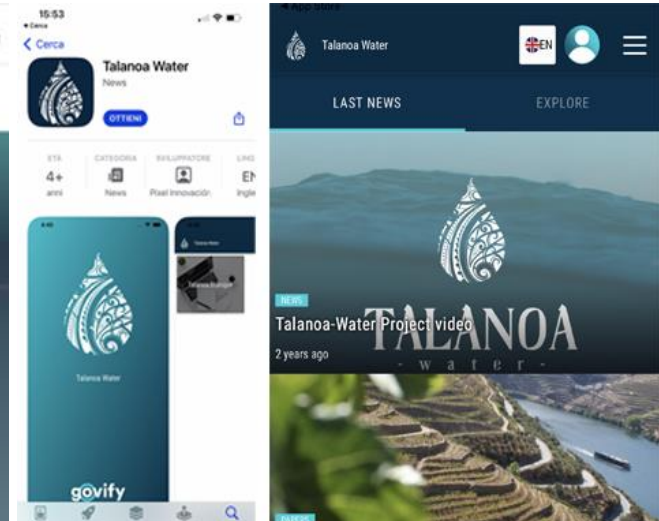 15:53
Cerca
Cerca
Talanoa Water
News
OTTIENI
ETÀ
4+
anni
CATEGORIA
News
SVILUPPATORE
Pixel Innovación
EN
Talanoa Water
govify
App Store
Talanoa Water
EN
LAST NEWS
EXPLORE
NEWS
Talanoa-Water Project video
2 years ago
TALANOA
- water -